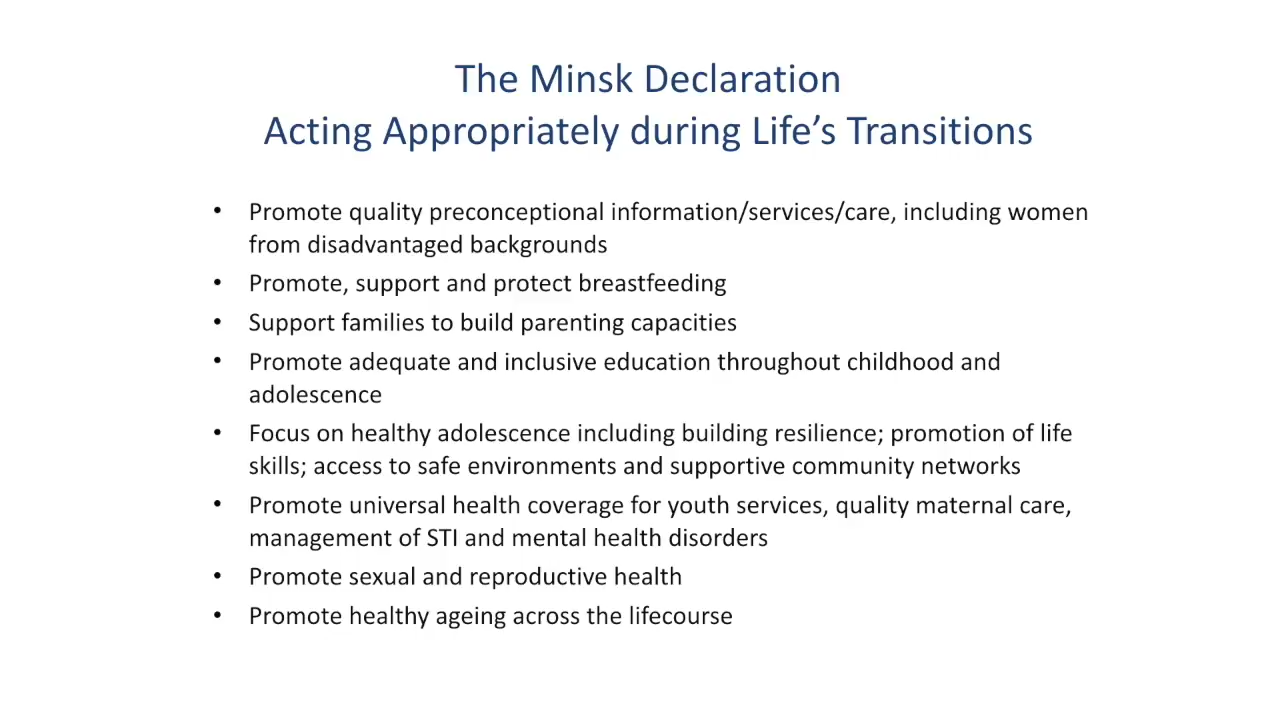 The Minsk Declaration
Acting Appropriately during Life’s Transitions
• Promote quality preconceptional information/services/care, including women
from disadvantaged backgrounds
• Promote, support and protect breastfeeding
• Support families to build parenting capacities
• Promote adequate and inclusive education throughout childhood and
adolescence
• Focus on healthy adolescence including building resilience; promotion of life
skills; access to safe environments and supportive community networks
• Promote universal health coverage for youth services, quality maternal care,
management of STI and mental health disorders
• Promote sexual and reproductive health
• Promote healthy ageing across the lifecourse